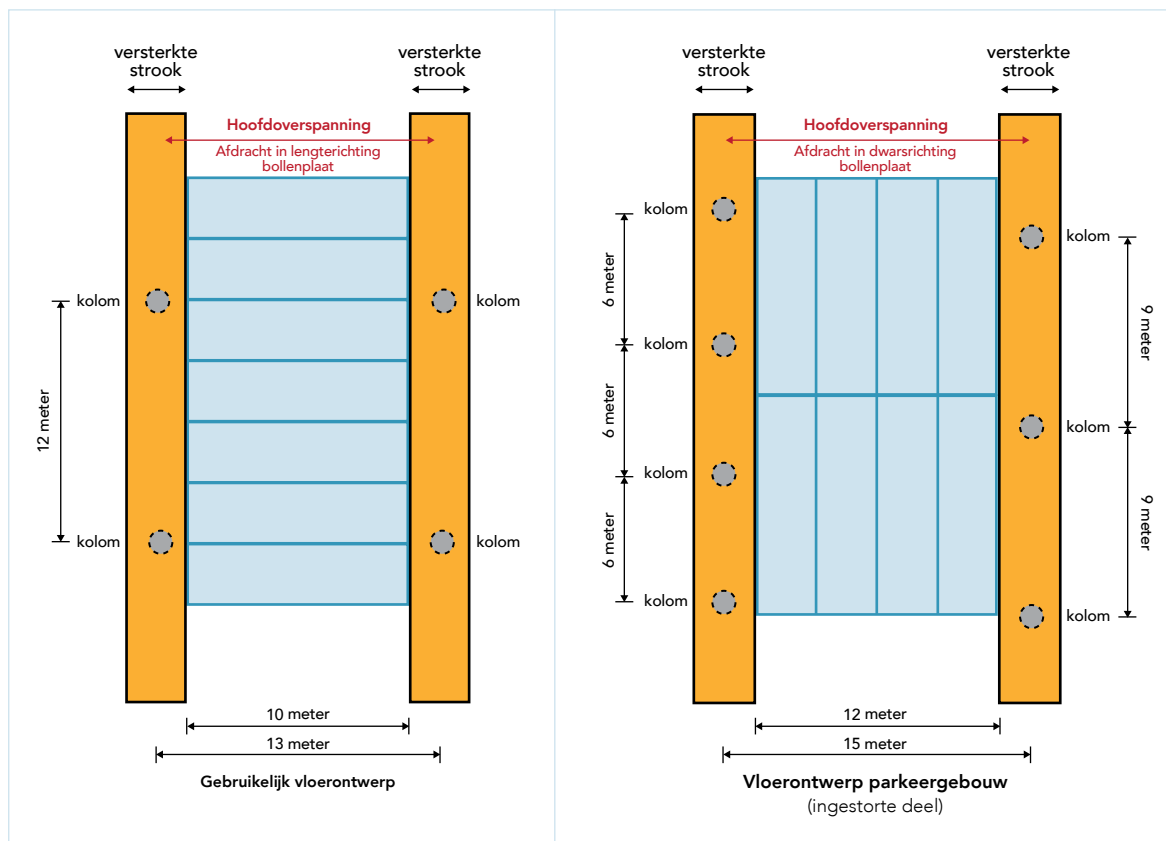 versterkte
strook
versterkte
strook
Hoofdoverspanning
Afdracht in lengterichting
bollenplaat
kolom
kolom
12 meter
kolom
kolom
10 meter
13 meter
Gebruikelijk vloerontwerp
versterkte
strook
versterkte
strook
Hoofdoverspanning
Afdracht in dwarsrichting
bollenplaat
kolom
kolom
6 meter
9 meter
kolom
6 meter
kolom
kolom
6 meter
9 meter
kolom
kolom
12 meter
15 meter
Vloerontwerp parkeergebouw
(ingestorte deel)